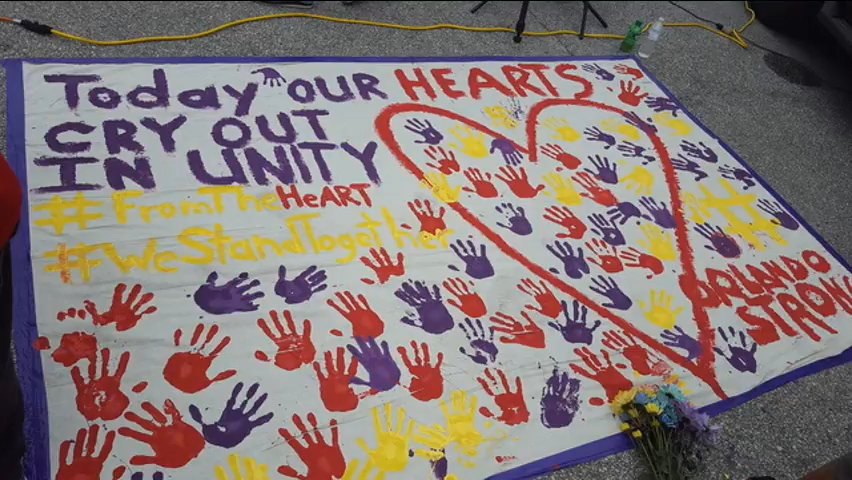 Today OUR HEARTS
CRY OUT
IN UNITY
#FromTheHeART
#WeStandTogether
#
ORLANDO
STRONG